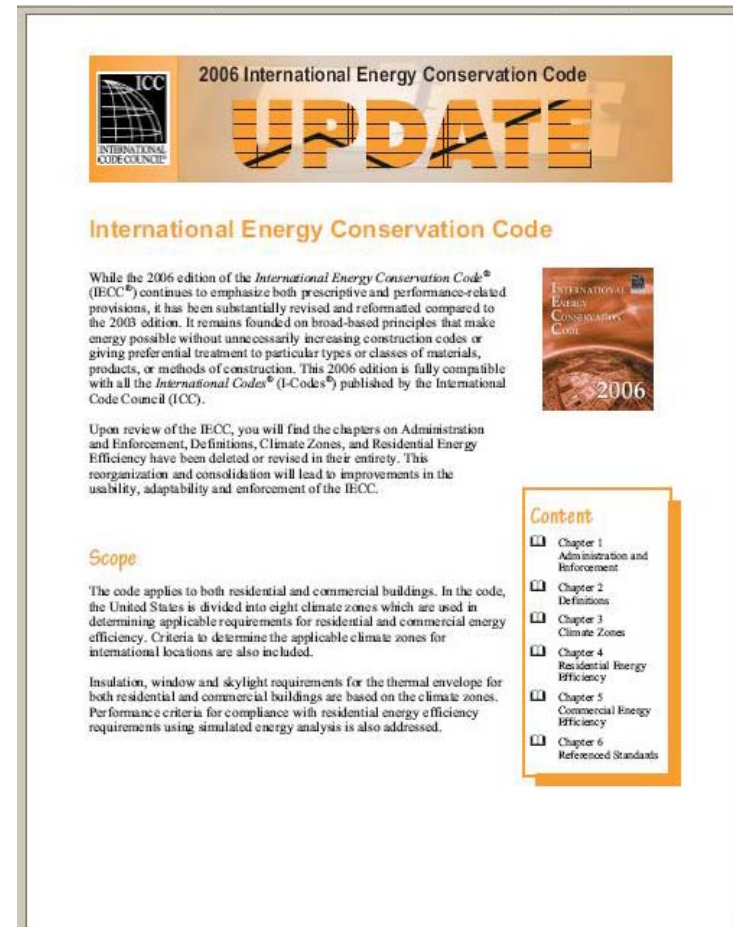 ICC
INTERNATIONAL
CODE COUNCIL®
2006 International Energy Conservation Code
UPDATE
International Energy Conservation Code
While the 2006 edition of the International Energy Conservation Code®
(IECC®) continues to emphasize both prescriptive and performance-related
provisions, it has been substantially revised and reformatted compared to
the 2003 edition. It remains founded on broad-based principles that make
energy possible without unnecessarily increasing construction codes or
giving preferential treatment to particular types or classes of materials,
products, or methods of construction. This 2006 edition is fully compatible
with all the International Codes® (I-Codes®) published by the International
Code Council (ICC).
INTERNATIONAL
ENERGY
CONSERVATION
CODE
2006
Upon review of the IECC, you will find the chapters on Administration
and Enforcement, Definitions, Climate Zones, and Residential Energy
Efficiency have been deleted or revised in their entirety. This
reorganization and consolidation will lead to improvements in the
usability, adaptability and enforcement of the IECC.
Scope
The code applies to both residential and commercial buildings. In the code,
the United States is divided into eight climate zones which are used in
determining applicable requirements for residential and commercial energy
efficiency. Criteria to determine the applicable climate zones for
international locations are also included.
Insulation, window and skylight requirements for the thermal envelope for
both residential and commercial buildings are based on the climate zones.
Performance criteria for compliance with residential energy efficiency
requirements using simulated energy analysis is also addressed.
Content
Chapter 1
Administration and
Enforcement
Chapter 2
Definitions
Chapter 3
Climate Zones
Chapter 4
Residential Energy
Efficiency
Chapter 5
Commercial Energy
Efficiency
Chapter 6
Referenced Standards